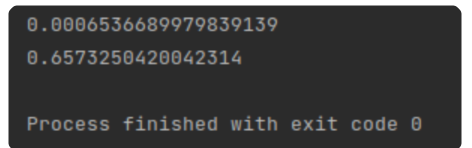 0.0006536689979839139
0.6573250420042314
Process finished with exit code 0